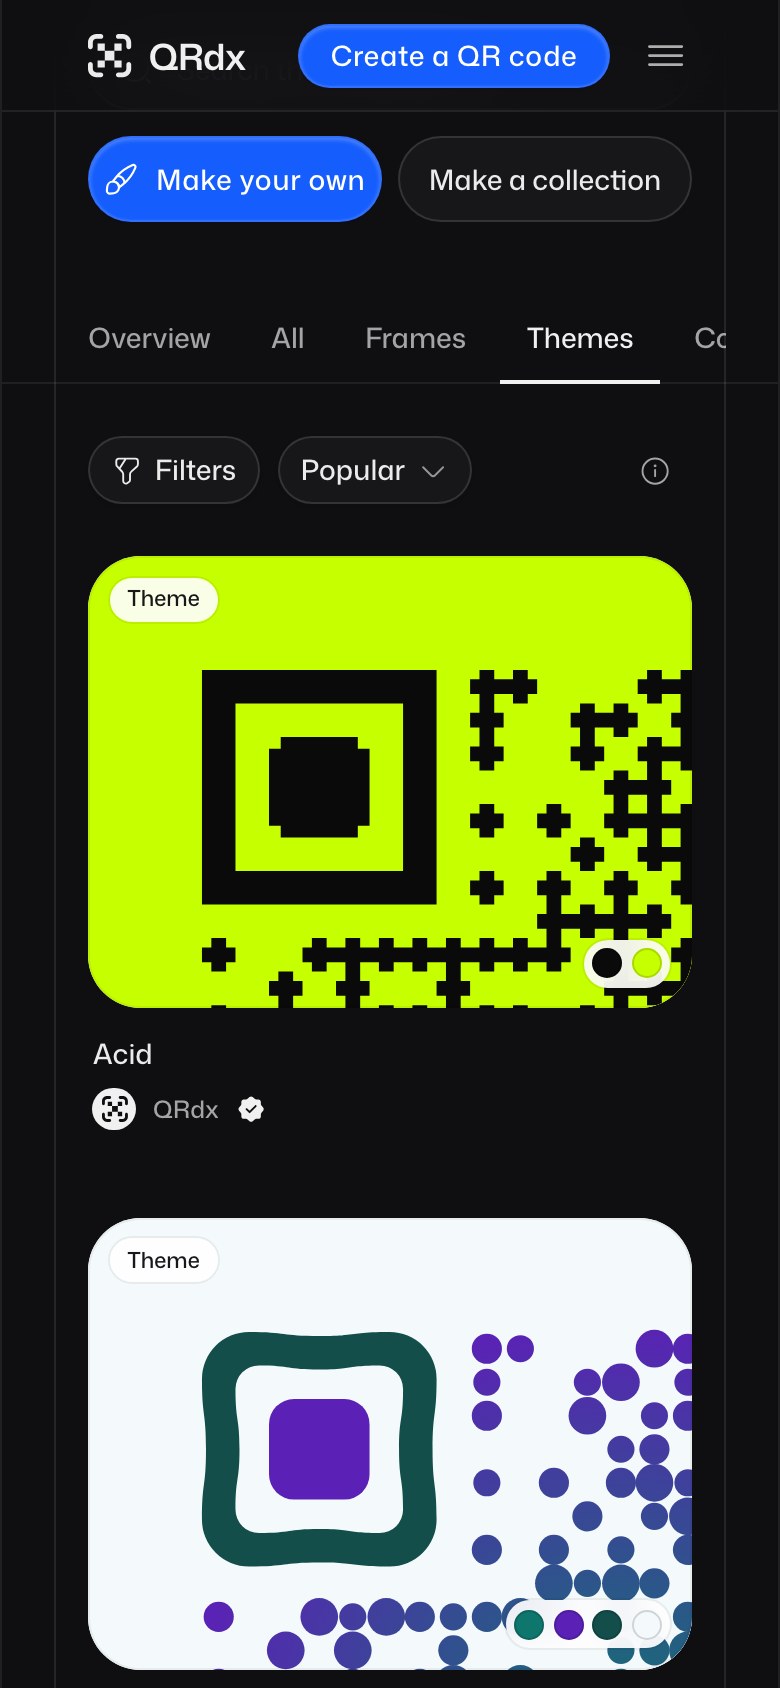 QRdx
Create a QR code
Make your own
Make a collection
Overview
All
Frames
Themes
Filters
Popular
Theme
Acid
QRdx
Theme